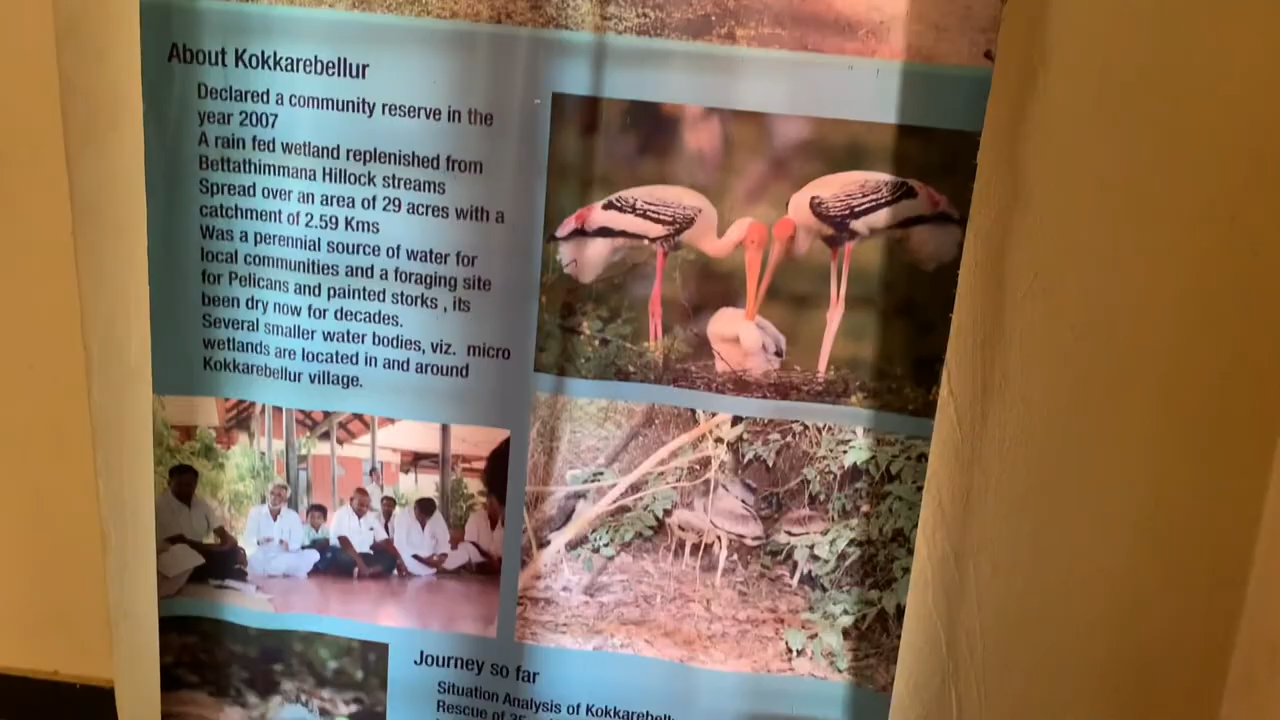 About Kokkarebellur
Declared a community reserve in the
year 2007
A rain fed wetland replenished from
Bettathimmana Hillock streams
Spread over an area of 29 acres with a
catchment of 2.59 Kms
Was a perennial source of water for
local communities and a foraging site
for Pelicans and painted storks , its
been dry now for decades.
Several smaller water bodies, viz. micro
wetlands are located in and around
Kokkarebellur village.
Journey so far
Situation Analysis of
Rescue of